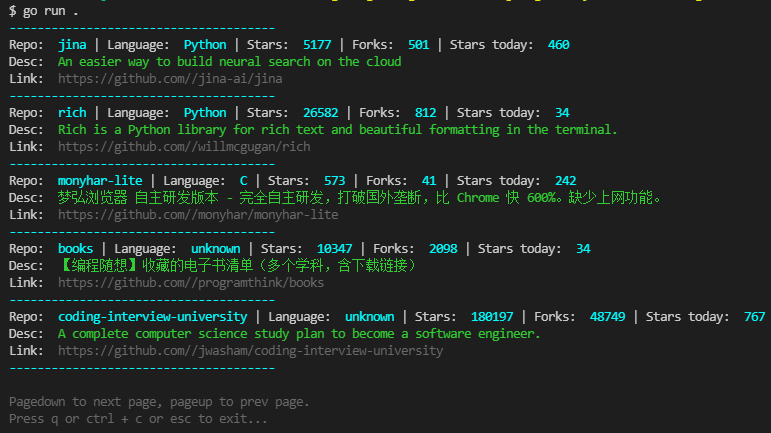 $ go run .
--------------------------------------
Repo: jina | Language: Python | Stars: 5177 | Forks: 501 | Stars today: 460
Desc: An easier way to build neural search on the cloud
Link: https://github.com//jina-ai/jina
--------------------------------------
Repo: rich | Language: Python | Stars: 26582 | Forks: 812 | Stars today: 34
Desc: Rich is a Python library for rich text and beautiful formatting in the terminal.
Link: https://github.com//willmcgugan/rich
--------------------------------------
Repo: monyhar-lite | Language: C | Stars: 573 | Forks: 41 | Stars today: 242
Desc: 梦弘浏览器 自主研发版本 - 完全自主研发，打破国外垄断，比 Chrome 快 600%。缺少上网功能。
Link: https://github.com//monyhar/monyhar-lite
--------------------------------------
Repo: books | Language: unknown | Stars: 10347 | Forks: 2098 | Stars today: 34
Desc: 【编程随想】收藏的电子书清单（多个学科，含下载链接）
Link: https://github.com//programthink/books
--------------------------------------
Repo: coding-interview-university | Language: unknown | Stars: 180197 | Forks: 48749 | Stars today: 767
Desc: A complete computer science study plan to become a software engineer.
Link: https://github.com//jwasham/coding-interview-university
--------------------------------------
Pagedown to next page, pageup to prev page.
Press q or ctrl + c or esc to exit...